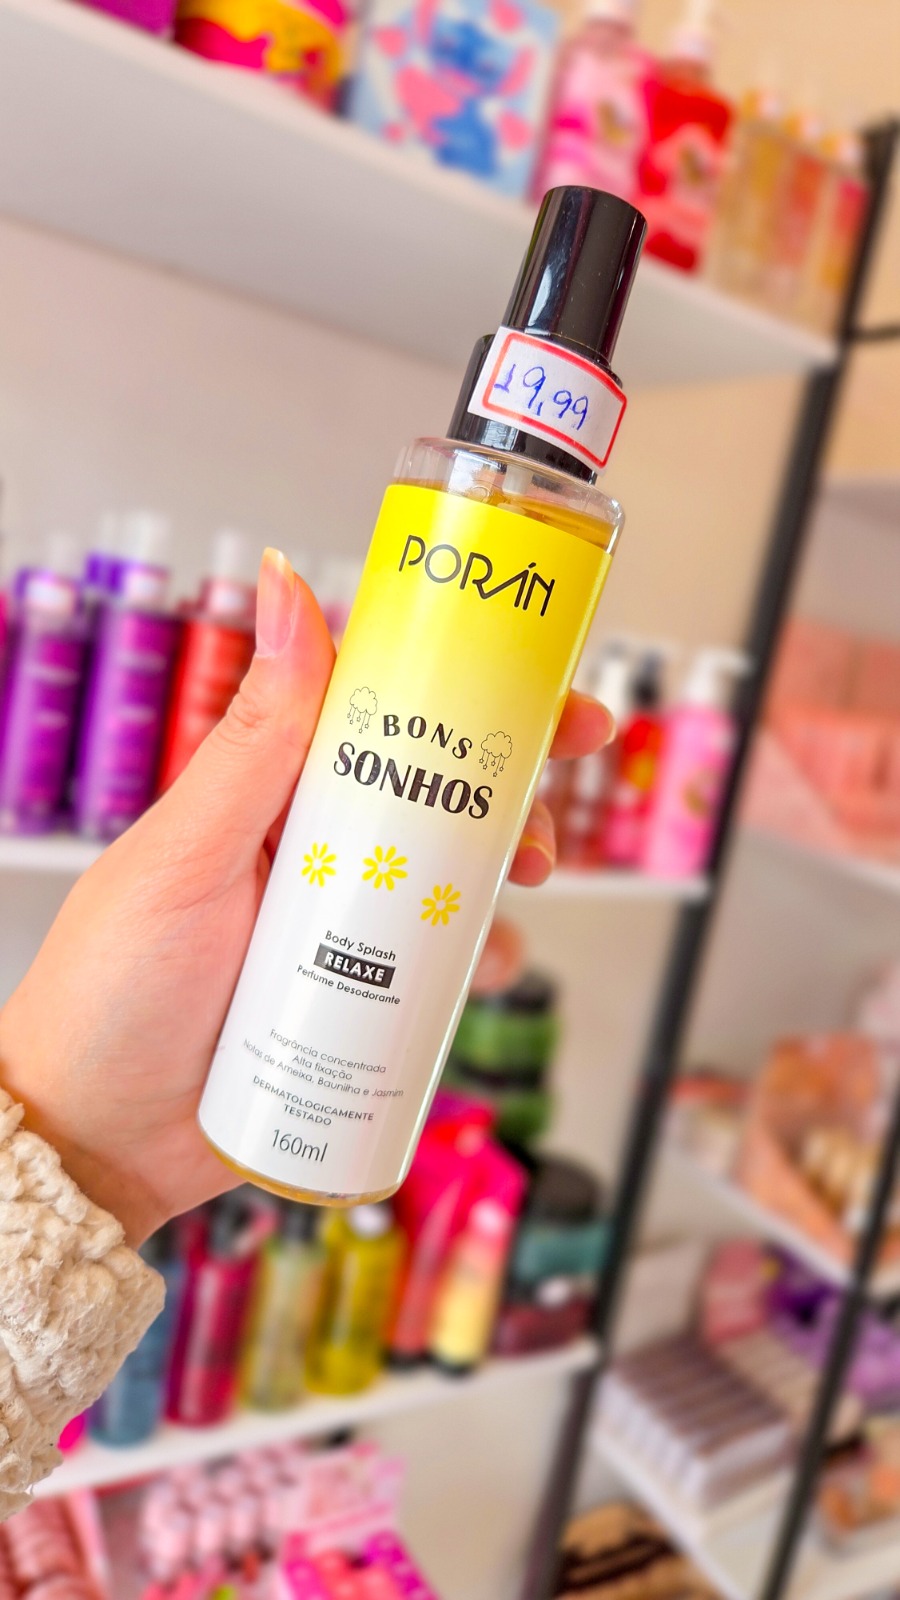 19,99
PORÁN
BONS
SONHOS
Body Splash
RELAXE
Perfume Desodorante
Fragrância concentrada
Alta fixação
Notas de Ameixa, Baunilha e Jasmim
DERMATOLOGICAMENTE
TESTADO
160ml